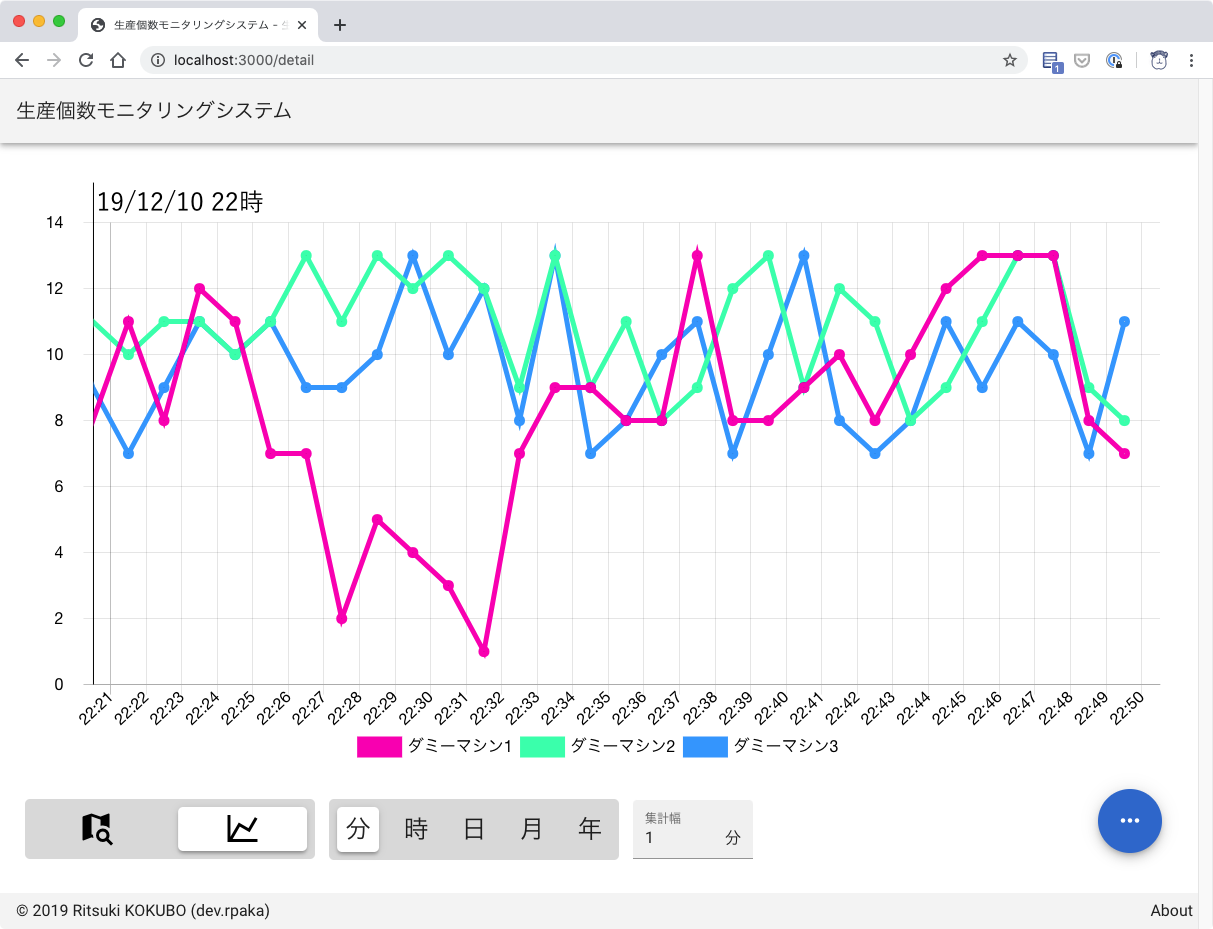 生産個数モニタリングシステム -
localhost:3000/detail
1
生産個数モニタリングシステム
19/12/10 22時
14
12
10
8
6
4
2
0
22:21 22:22 22:23 22:24 22:25 22:26 22:27 22:28 22:29 22:30 22:31 22:32 22:33 22:34 22:35 22:36 22:37 22:38 22:39 22:40 22:41 22:42 22:43 22:44 22:45 22:46 22:47 22:48 22:49 22:50
ダミーマシン1 ダミーマシン2 ダミーマシン3
分 時 日 月 年
集計幅
1 分
© 2019 Ritsuki KOKUBO (dev.rpaka) About